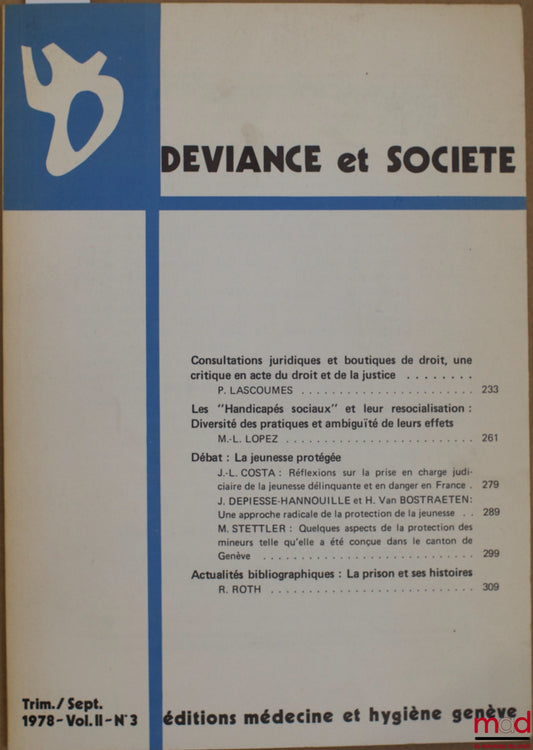 DEVIANCE et SOCIETE
Consultations juridiques et boutiques de droit, une
critique en acte du droit et de la justice . . . . . . . .
P. LASCOUMES . . . . . . . . . . . . . . . . . . . . . . . . . 233
Les "Handicapés sociaux" et leur resocialisation :
Diversité des pratiques et ambiguïté de leurs effets
M.-L. LOPEZ . . . . . . . . . . . . . . . . . . . . . . . . . . . 261
Débat : La jeunesse protégée
J.-L. COSTA : Réflexions sur la prise en charge judi-
ciaire de la jeunesse délinquante et en danger en France . 279
J. DEPIESSE-HANNOUILLE et H. Van BOSTRAETEN:
Une approche radicale de la protection de la jeunesse . . 289
M. STETTLER : Quelques aspects de la protection des
mineurs telle qu'elle a été conçue dans le canton de
Genève . . . . . . . . . . . . . . . . . . . . . . . . . . . . . . 299
Actualités bibliographiques : La prison et ses histoires
R. ROTH . . . . . . . . . . . . . . . . . . . . . . . . . . . . . 309
Trim./ Sept.
1978-Vol.II-N°3
éditions médecine et hygiène genève
mad